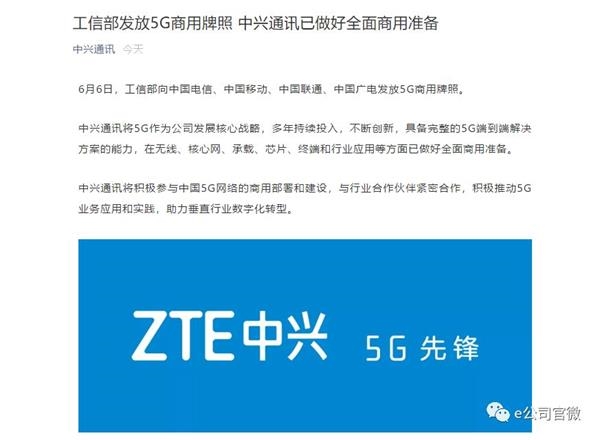 工信部发放5G商用牌照 中兴通讯已做好全面商用准备
中兴通讯 今天
6月6日，工信部向中国电信、中国移动、中国联通、中国广电发放5G商用牌照。
中兴通讯将5G作为公司发展核心战略，多年持续投入，不断创新，具备完整的5G端到端解决
方案的能力，在无线、核心网、承载、芯片、终端和行业应用等方面已做好全面商用准备。
中兴通讯将积极参与中国5G网络的商用部署和建设，与行业合作伙伴紧密合作，积极推动5G
业务应用和实践，助力垂直行业数字化转型。
ZTE中兴 5G 先锋
e公司官微